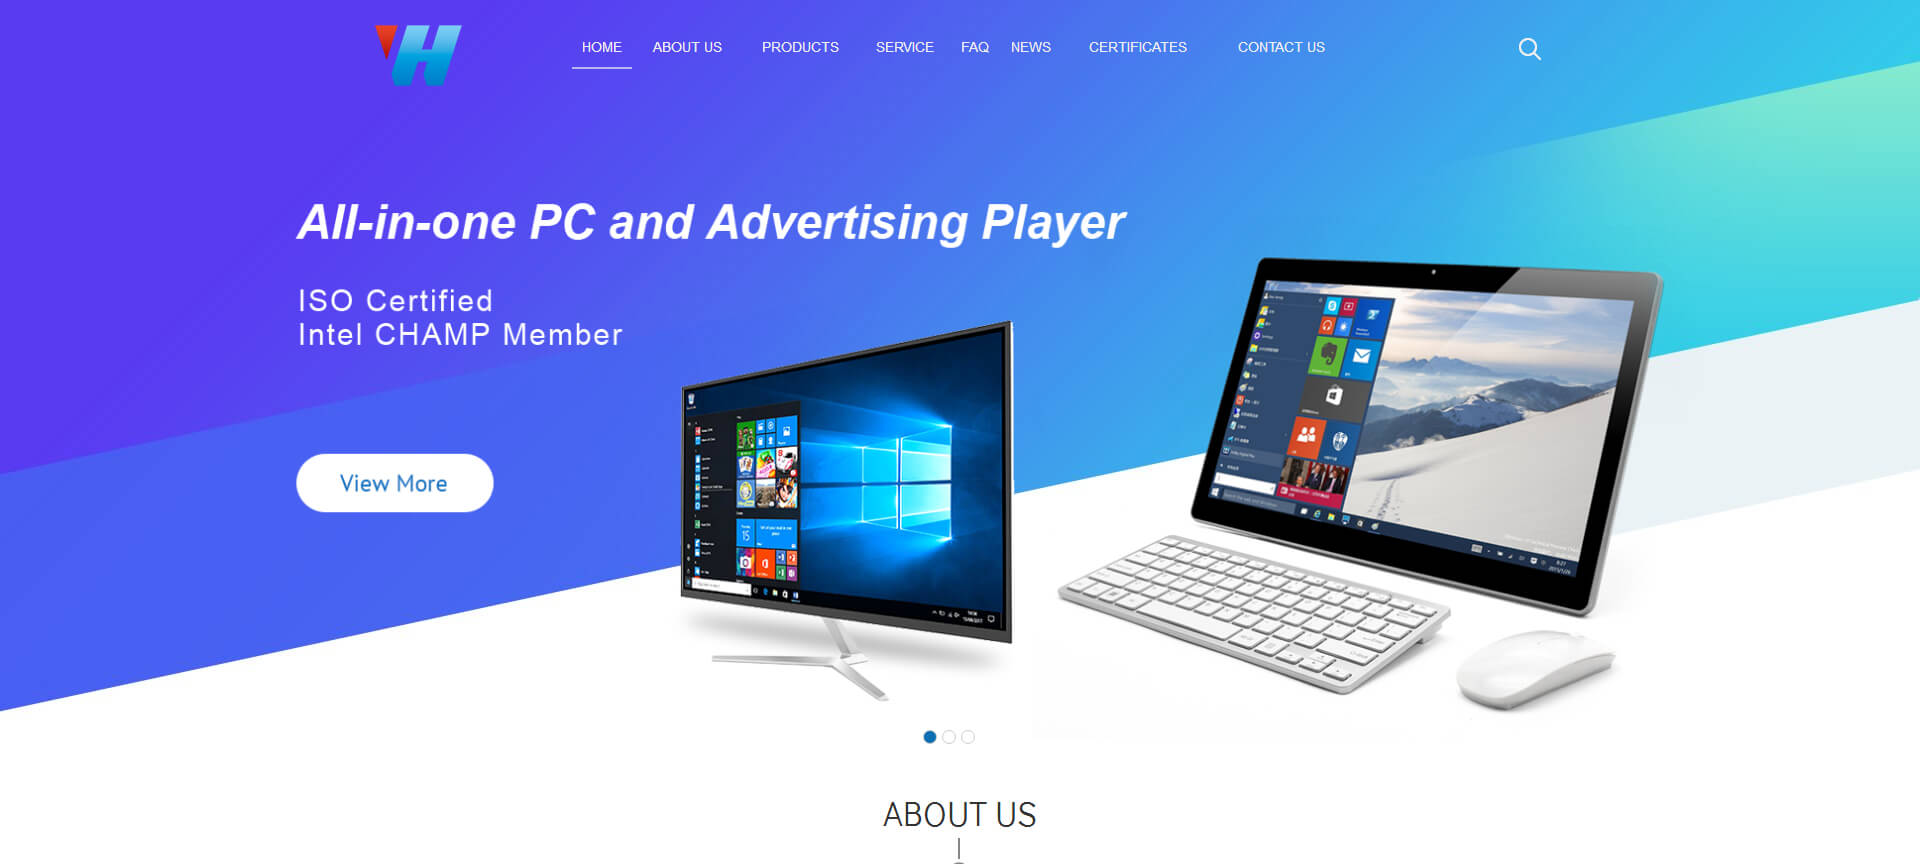 HOME ABOUT US PRODUCTS SERVICE FAQ NEWS CERTIFICATES CONTACT US
All-in-one PC and Advertising Player
ISO Certified
Intel CHAMP Member
View More
ABOUT US